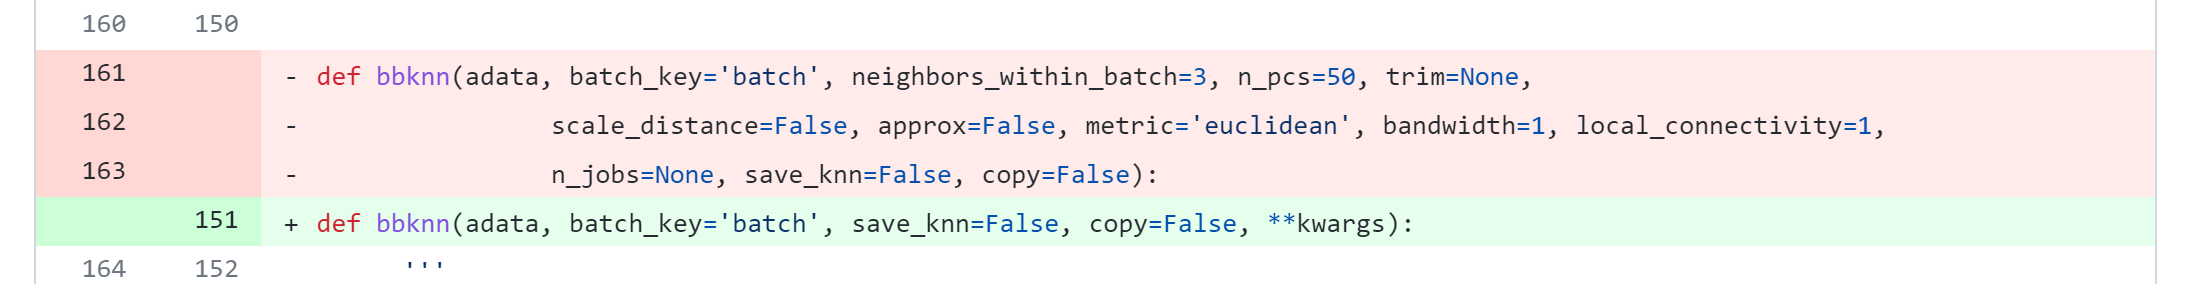 160 150
161 - def bbknn(adata, batch_key='batch', neighbors_within_batch=3, n_pcs=50, trim=None,
162 - scale_distance=False, approx=False, metric='euclidean', bandwidth=1, local_connectivity=1,
163 - n_jobs=None, save_knn=False, copy=False):
151 + def bbknn(adata, batch_key='batch', save_knn=False, copy=False, **kwargs):
164 152 '''